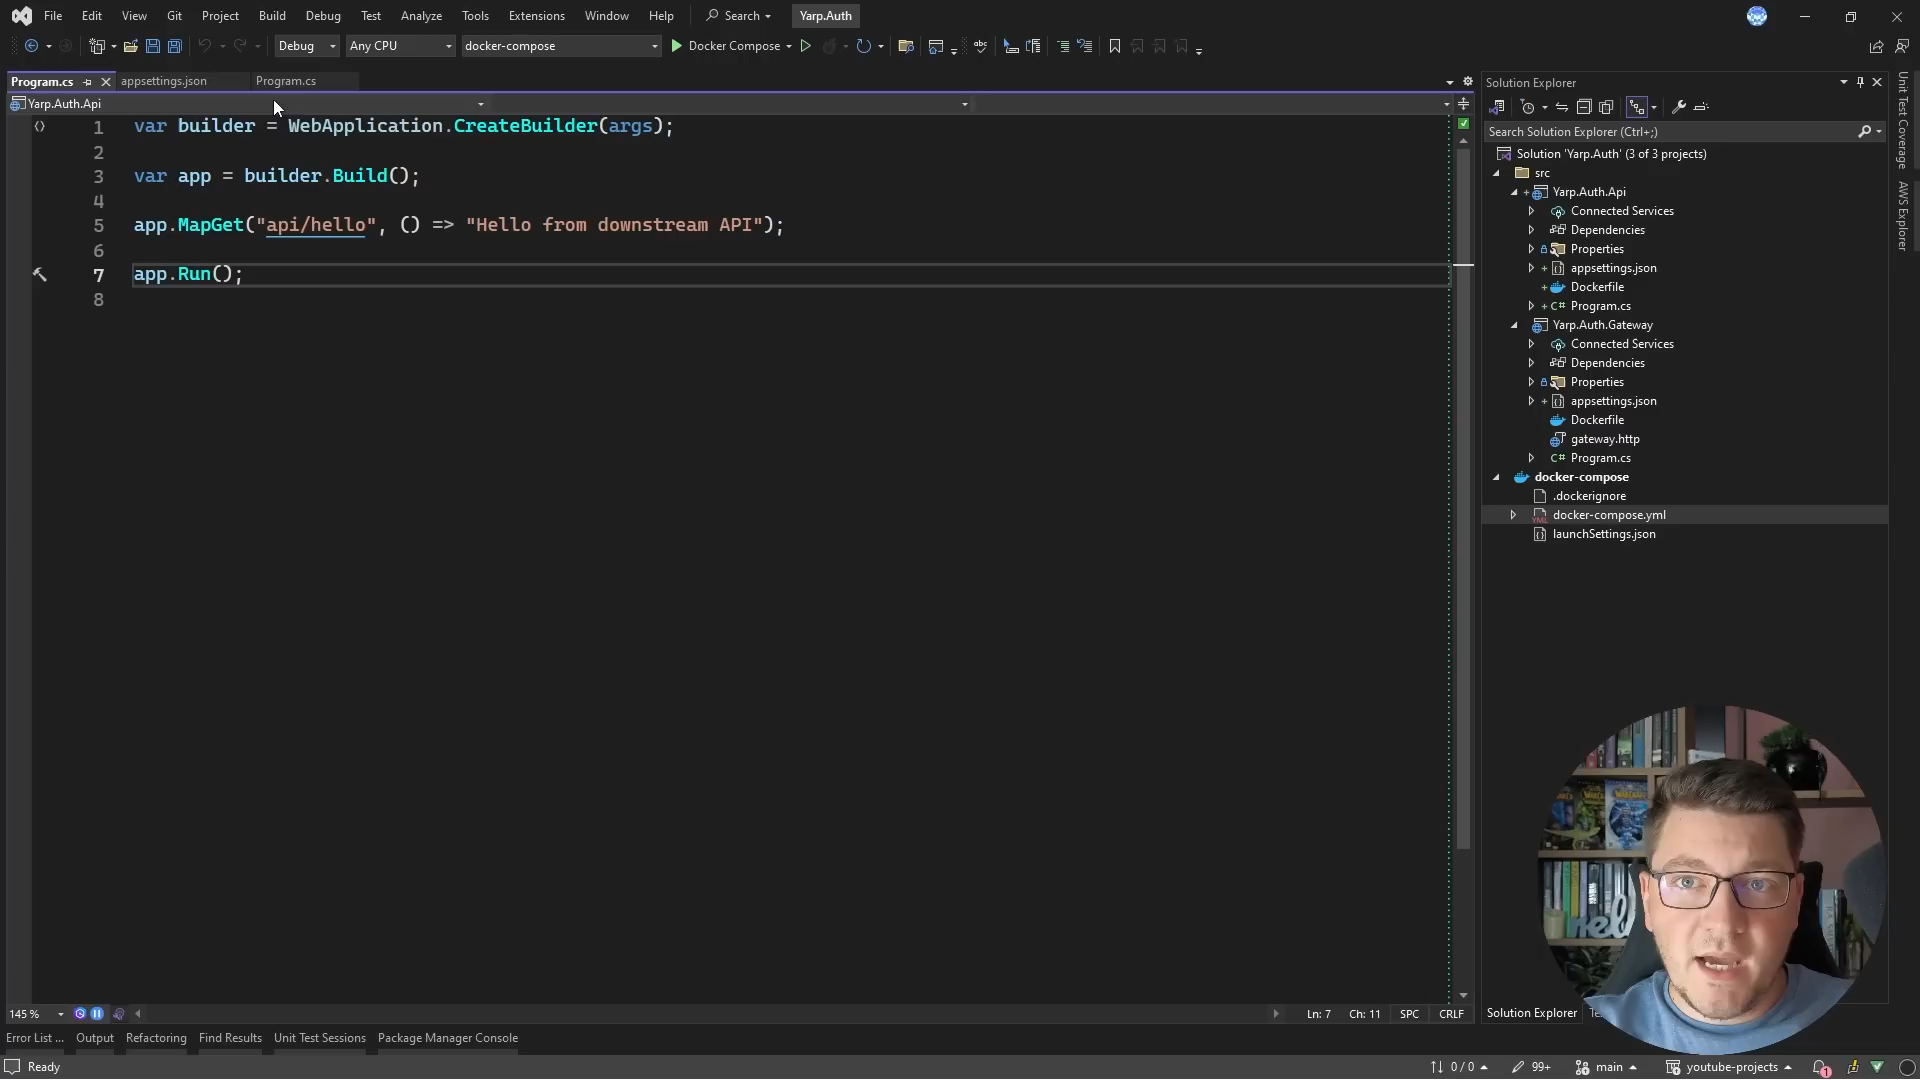 File Edit View Git Project Build Debug Test Analyze Tools Extensions Window Help Search Yarp.Auth
Debug Any CPU docker-compose Docker Compose
Program.cs appsettings.json Program.cs
Yarp.Auth.Api
1 var builder = WebApplication.CreateBuilder(args);
2
3 var app = builder.Build();
4
5 app.MapGet("api/hello", () => "Hello from downstream API");
6
7 app.Run();
8
Solution Explorer
Search Solution Explorer (Ctrl+;)
Solution 'Yarp.Auth' (3 of 3 projects)
src
Yarp.Auth.Api
Connected Services
Dependencies
Properties
appsettings.json
Dockerfile
C# Program.cs
Yarp.Auth.Gateway
Connected Services
Dependencies
Properties
appsettings.json
Dockerfile
gateway.http
C# Program.cs
docker-compose
.dockerignore
docker-compose.yml
launchSettings.json
Unit Test Coverage
AWS Explorer
145 % Ln: 7 Ch: 11 SPC CRLF
Solution Explorer
Error List ... Output Refactoring Find Results Unit Test Sessions Package Manager Console
Ready 0 / 0 99+ main youtube-projects 1